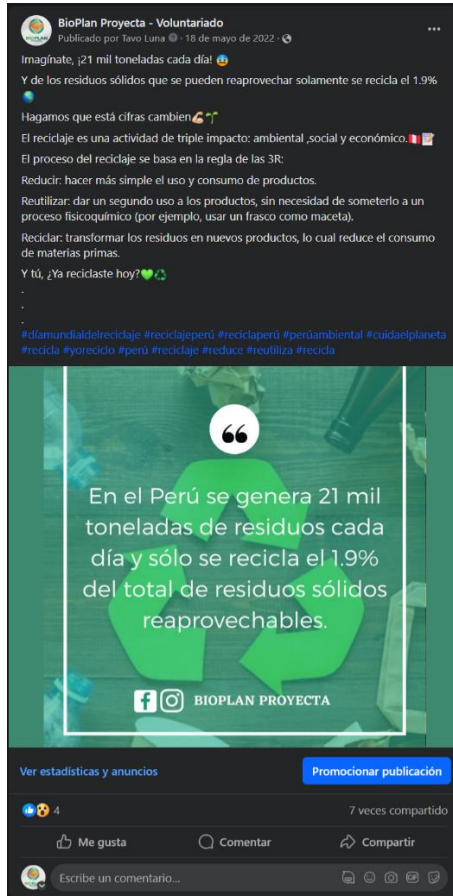 BioPlan Proyecta - Voluntariado
Publicado por Tavo Luna · 18 de mayo de 2022 ·
Imagínate, ¡21 mil toneladas cada día! 😰
Y de los residuos sólidos que se pueden reaprovechar solamente se recicla el 1.9%
🌎
Hagamos que está cifras cambien💪🌱
El reciclaje es una actividad de triple impacto: ambiental ,social y económico.🇵🇪📝
El proceso del reciclaje se basa en la regla de las 3R:
Reducir: hacer más simple el uso y consumo de productos.
Reutilizar: dar un segundo uso a los productos, sin necesidad de someterlo a un
proceso fisicoquímico (por ejemplo, usar un frasco como maceta).
Reciclar: transformar los residuos en nuevos productos, lo cual reduce el consumo
de materias primas.
Y tú, ¿Ya reciclaste hoy?💚♻
.
.
.
#díamundialdelreciclaje #reciclajeperú #reciclaperú #perúambiental #cuidaelplaneta
#recicla #yoreciclo #perú #reciclaje #reduce #reutiliza #recicla
“
En el Perú se genera 21 mil
toneladas de residuos cada
día y sólo se recicla el 1.9%
del total de residuos sólidos
reaprovechables.
BIOPLAN PROYECTA
Ver estadísticas y anuncios
Promocionar publicación
4
7 veces compartido
Me gusta
Comentar
Compartir
Escribe un comentario...